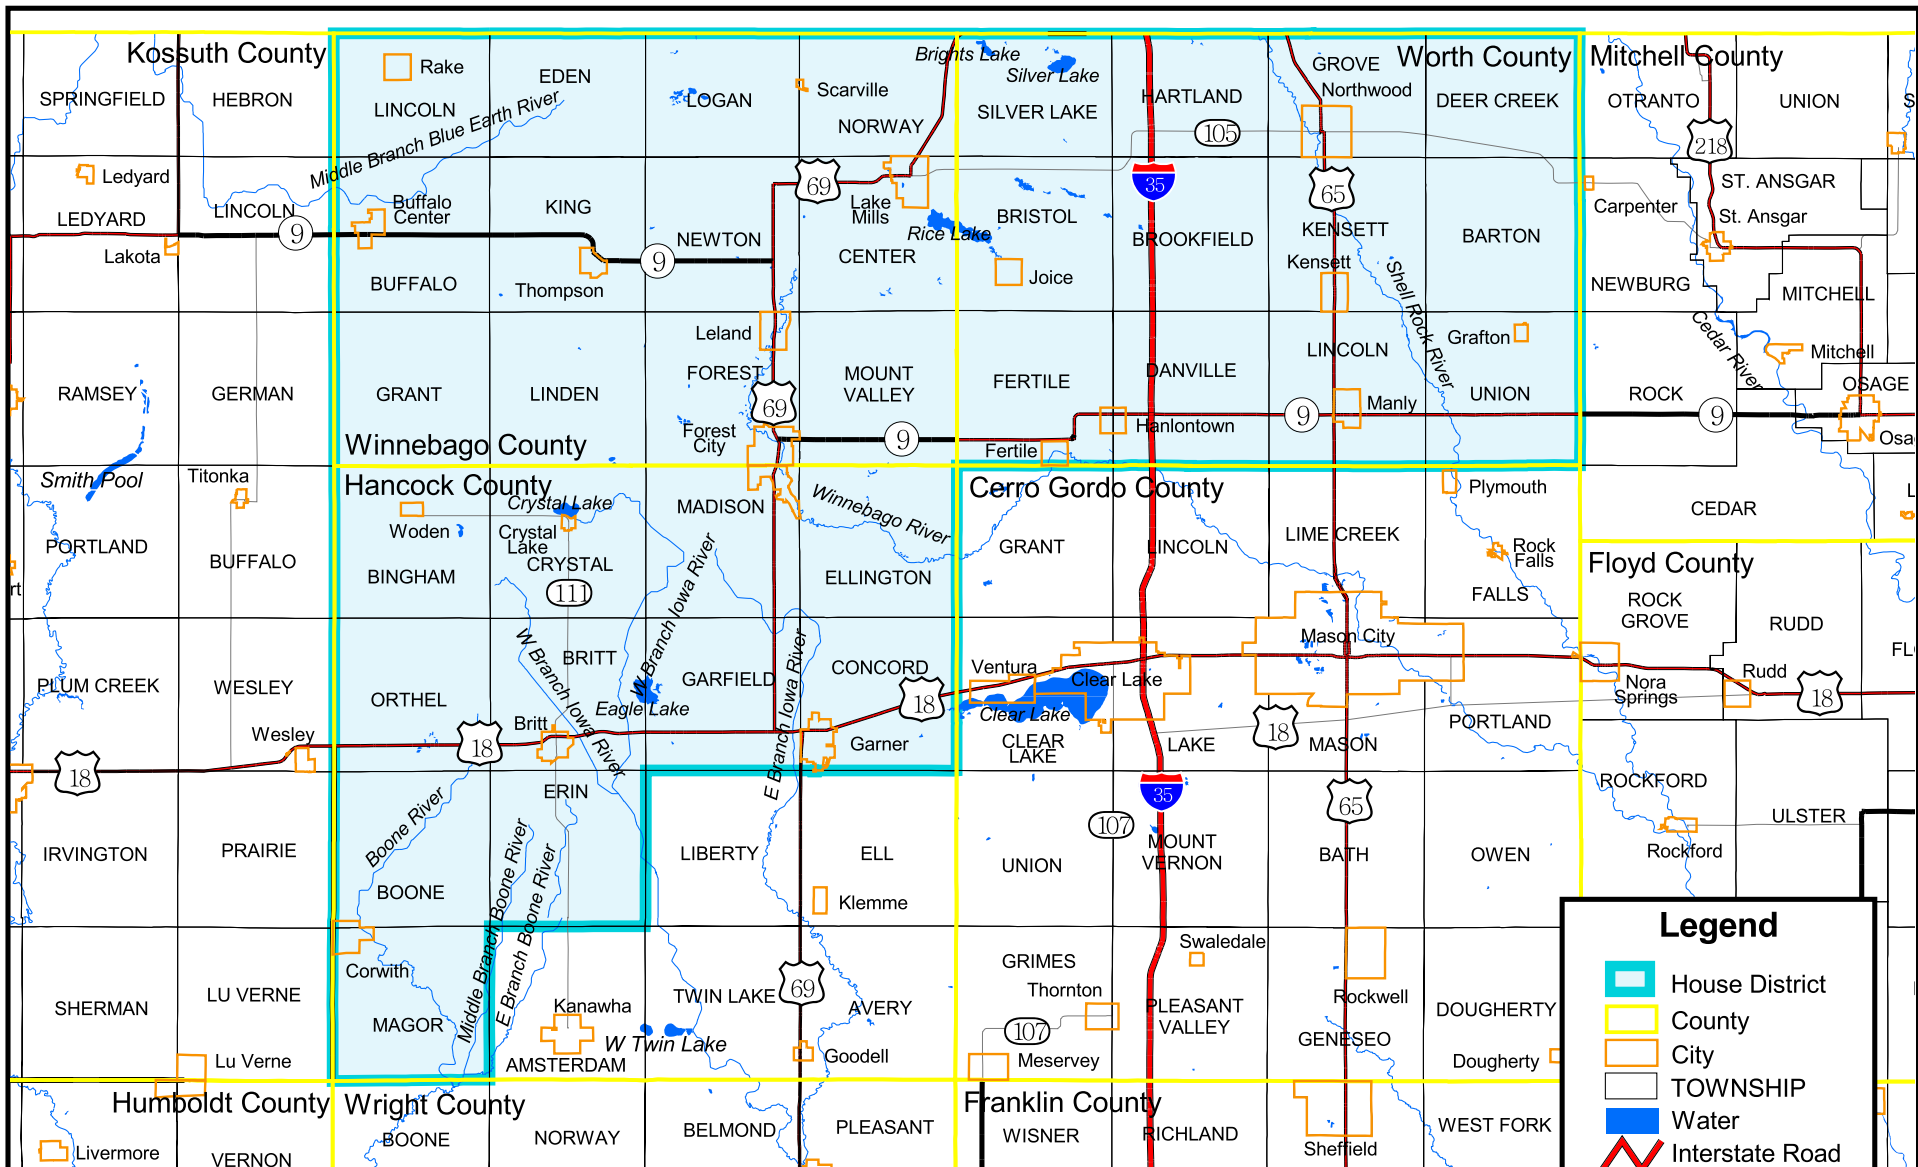 Kossuth County
Worth County
Mitchell County
Brights Lake
Silver Lake
Rake
EDEN
GROVE
Northwood
SPRINGFIELD
HEBRON
LINCOLN
Scarville
LOGAN
HARTLAND
DEER CREEK
OTRANTO
UNION
SILVER LAKE
NORWAY
Middle Branch Blue Earth River
105
218
Ledyard
69
35
65
ST. ANSGAR
LEDYARD
LINCOLN
Buffalo
Center
KING
Lake
Mills
BRISTOL
Carpenter
St. Ansgar
9
Rice Lake
KENSETT
BARTON
Lakota
9
NEWTON
CENTER
BROOKFIELD
Kensett
BUFFALO
Thompson
Joice
Shell Rock River
NEWBURG
MITCHELL
Leland
Grafton
Cedar River
Mitchell
RAMSEY
GERMAN
GRANT
LINDEN
FOREST
MOUNT
VALLEY
FERTILE
DANVILLE
LINCOLN
UNION
ROCK
OSAGE
69
Manly
9
9
Winnebago County
Forest
City
9
Fertile
Hanlontown
Osa
Smith Pool
Titonka
Hancock County
Crystal Lake
MADISON
Winnebago River
Cerro Gordo County
Plymouth
CEDAR
Woden
Crystal
Lake
CRYSTAL
PORTLAND
BUFFALO
BINGHAM
ELLINGTON
GRANT
LINCOLN
LIME CREEK
Rock
Falls
Floyd County
rt
111
W Branch Iowa River
FALLS
ROCK
GROVE
RUDD
FL
W Branch Iowa River
E Branch Iowa River
Mason City
PLUM CREEK
WESLEY
ORTHEL
BRITT
GARFIELD
CONCORD
Ventura
Clear Lake
Rudd
Nora
Springs
18
Eagle Lake
18
Clear Lake
18
Wesley
18
Britt
Garner
CLEAR
LAKE
LAKE
MASON
PORTLAND
18
35
65
ROCKFORD
ERIN
Boone River
107
ULSTER
IRVINGTON
PRAIRIE
LIBERTY
ELL
UNION
MOUNT
VERNON
BATH
OWEN
Rockford
BOONE
Middle Branch Boone River
E Branch Boone River
Klemme
Legend
Corwith
Swaledale
GRIMES
69
Thornton
Rockwell
House District
SHERMAN
LU VERNE
MAGOR
Kanawha
TWIN LAKE
AVERY
PLEASANT
VALLEY
DOUGHERTY
County
107
W Twin Lake
GENESEO
Lu Verne
AMSTERDAM
Goodell
Meservey
Dougherty
City
TOWNSHIP
Humboldt County
Wright County
Franklin County
Water
BOONE
NORWAY
BELMOND
PLEASANT
WISNER
RICHLAND
WEST FORK
Livermore
VERNON
Sheffield
Interstate Road